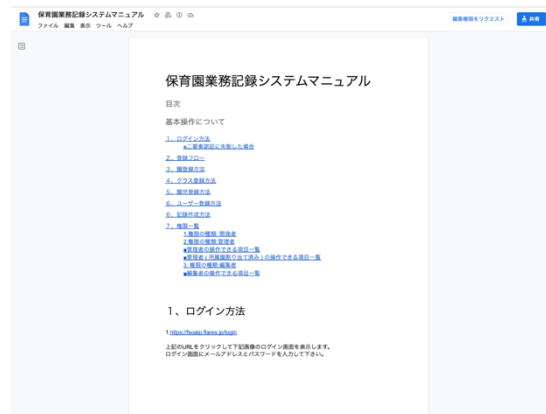 保育園業務記録システムマニュアル
ファイル 編集 表示 ツール ヘルプ
編集権限をリクエスト
共有
保育園業務記録システムマニュアル
目次
基本操作について
1、ログイン方法
■二要素認証に失敗した場合
2、登録フロー
3、園登録方法
4、クラス登録方法
5、園児登録方法
6、ユーザー登録方法
6、記録作成方法
7、権限一覧
1.権限の種類:開発者
2.権限の種類:管理者
■管理者の操作できる項目一覧
■管理者(所属園割り当て済み)の操作できる項目一覧
3. 権限の種類:編集者
■編集者の操作できる項目一覧
1、ログイン方法
上記のURLをクリックして下記画像のログイン画面を表示します。
ログイン画面にメールアドレスとパスワードを入力して下さい。